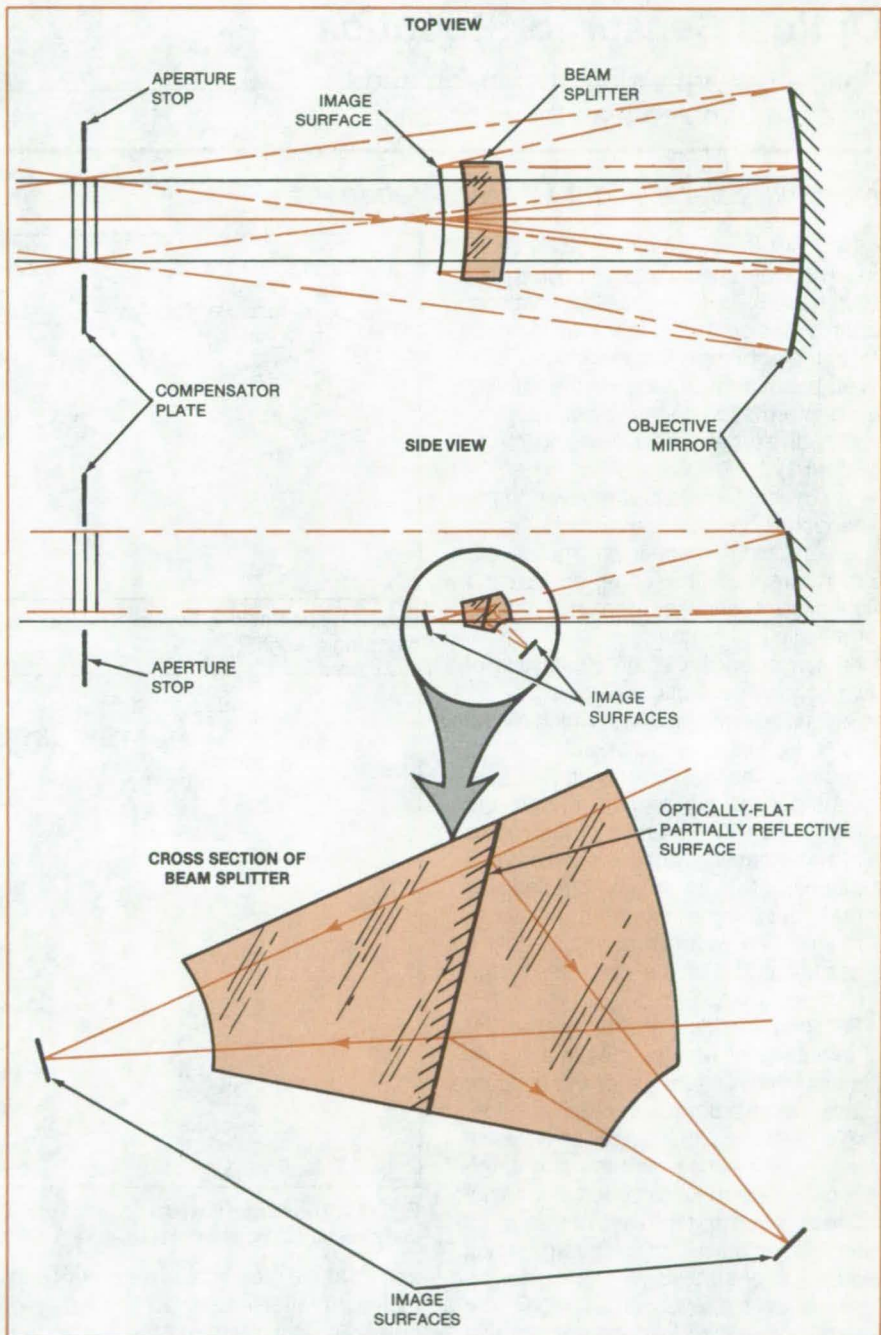 TOP VIEW
APERTURE
STOP
IMAGE
SURFACE
BEAM
SPLITTER
COMPENSATOR
PLATE
OBJECTIVE
MIRROR
SIDE VIEW
APERTURE
STOP
IMAGE
SURFACES
OPTICALLY-FLAT
PARTIALLY REFLECTIVE
SURFACE
CROSS SECTION OF
BEAM SPLITTER
IMAGE
SURFACES